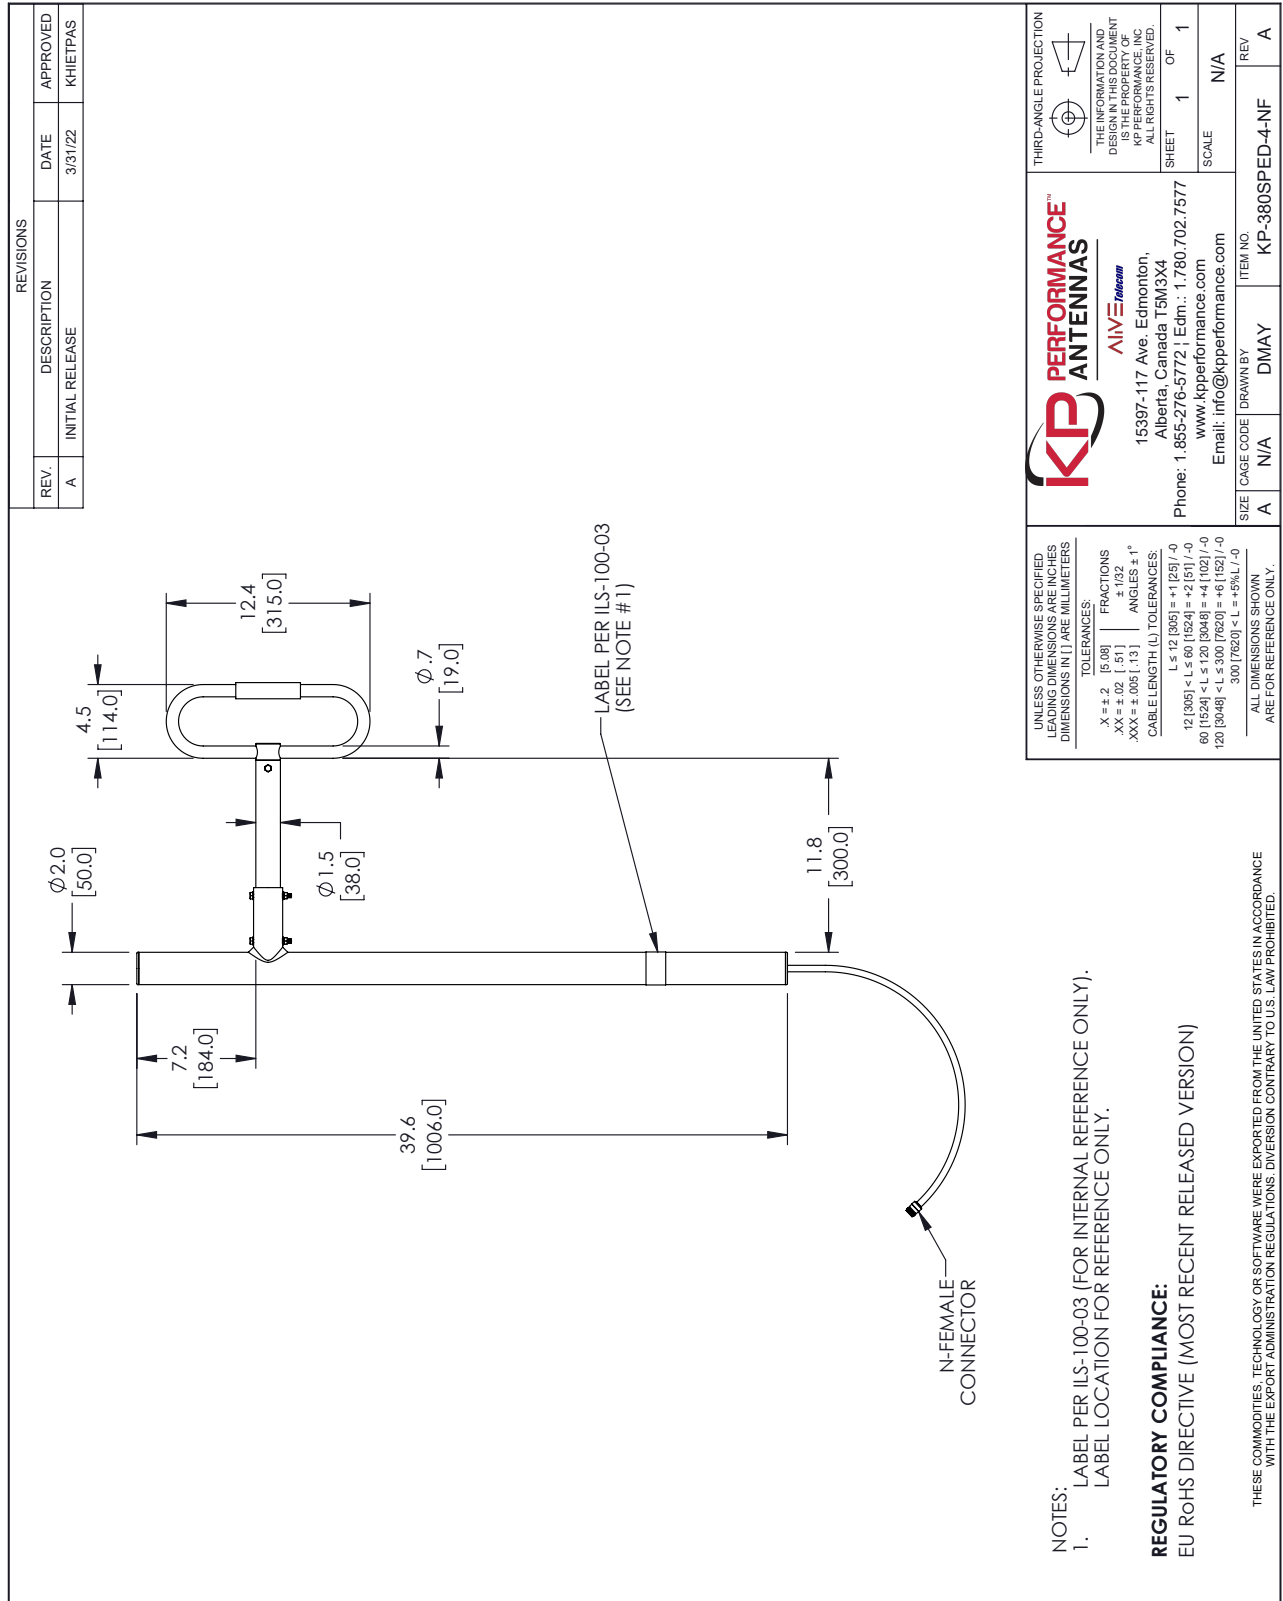 REVISIONS
REV. DESCRIPTION DATE APPROVED
A INITIAL RELEASE 3/31/22 KHIETPAS
Ø2.0
[50.0]
4.5
[114.0]
12.4
[315.0]
7.2
[184.0]
Ø1.5
[38.0]
Ø.7
[19.0]
39.6
[1006.0]
11.8
[300.0]
LABEL PER ILS-100-03
(SEE NOTE #1)
N-FEMALE
CONNECTOR
NOTES:
1. LABEL PER ILS-100-03 (FOR INTERNAL REFERENCE ONLY).
LABEL LOCATION FOR REFERENCE ONLY.
REGULATORY COMPLIANCE:
EU RoHS DIRECTIVE (MOST RECENT RELEASED VERSION)
THESE COMMODITIES, TECHNOLOGY OR SOFTWARE WERE EXPORTED FROM THE UNITED STATES IN ACCORDANCE
WITH THE EXPORT ADMINISTRATION REGULATIONS. DIVERSION CONTRARY TO U.S. LAW PROHIBITED.
UNLESS OTHERWISE SPECIFIED
LEADING DIMENSIONS ARE INCHES
DIMENSIONS IN [ ] ARE MILLIMETERS
TOLERANCES:
.X = ± .2 [5.08] FRACTIONS
.XX = ± .02 [ .51 ] ± 1/32
.XXX = ± .005 [ .13 ] ANGLES ± 1°
CABLE LENGTH (L) TOLERANCES:
L ≤ 12 [305] = +1 [25] / -0
12 [305] < L ≤ 60 [1524] = +2 [51] / -0
60 [1524] < L ≤ 120 [3048] = +4 [102] / -0
120 [3048] < L ≤ 300 [7620] = +6 [152] / -0
300 [7620] < L = +5%L / -0
ALL DIMENSIONS SHOWN
ARE FOR REFERENCE ONLY.
KP PERFORMANCE™
ANTENNAS
ALIVE Telecom
15397-117 Ave. Edmonton,
Alberta, Canada T5M3X4
Phone: 1.855-276-5772 | Edm.: 1.780.702.7577
www.kpperformance.com
Email: info@kpperformance.com
THIRD-ANGLE PROJECTION
THE INFORMATION AND
DESIGN IN THIS DOCUMENT
IS THE PROPERTY OF
KP PERFORMANCE, INC
ALL RIGHTS RESERVED.
SHEET 1 OF 1
SCALE N/A
SIZE A
CAGE CODE N/A
DRAWN BY DMAY
ITEM NO. KP-380SPED-4-NF
REV A